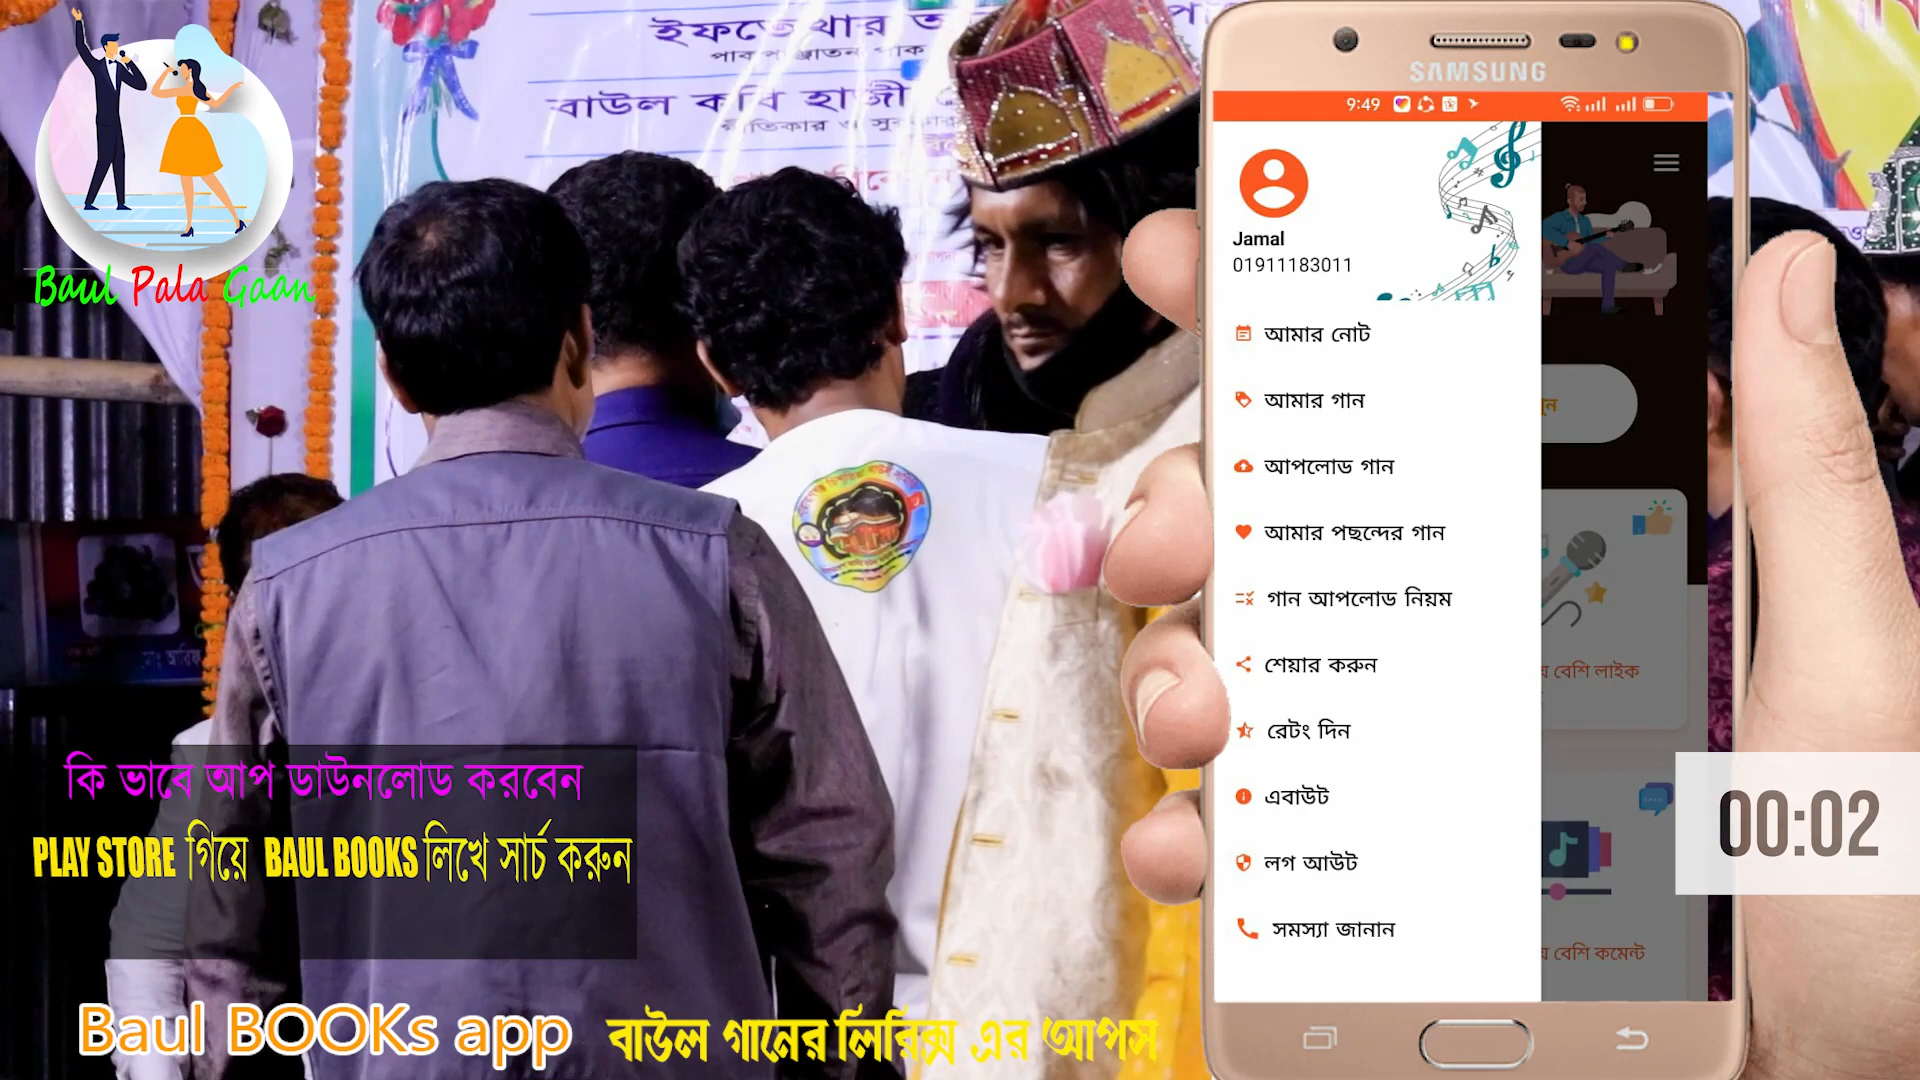 ইফতেখার
বাউল কবি হাজী
Baul Pala Gaan
কি ভাবে আপ ডাউনলোড করবেন
PLAY STORE গিয়ে BAUL BOOKS লিখে সার্চ করুন
Baul BOOKs app
বাউল গানের লিরিক্স এর আপস
SAMSUNG
9:49
Jamal
01911183011
আমার নোট
আমার গান
আপলোড গান
আমার পছন্দের গান
গান আপলোড নিয়ম
শেয়ার করুন
রেটিং দিন
এবাউট
লগ আউট
সমস্যা জানান
বেশি লাইক
বেশি কমেন্ট
00:02